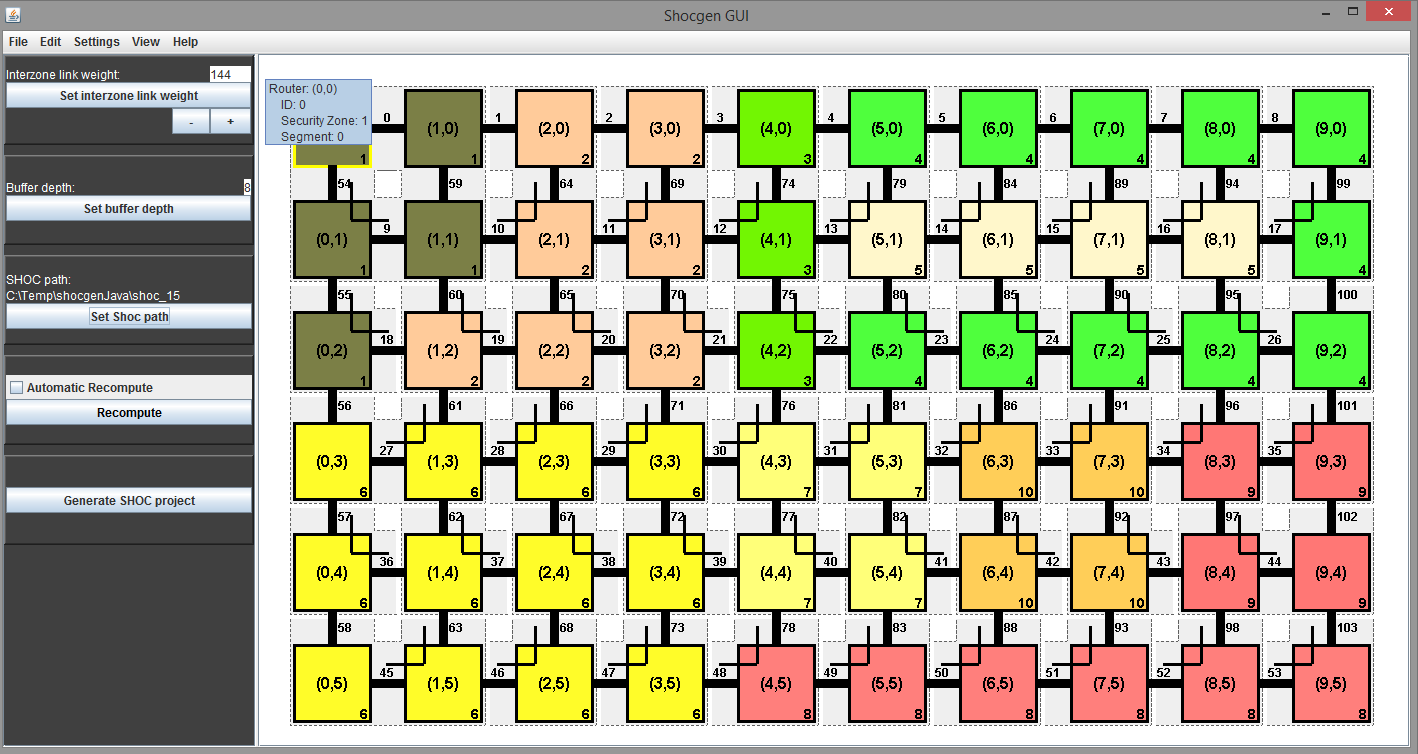 Shocgen GUI
File Edit Settings View Help
Interzone link weight: 144
Set interzone link weight
- +
Buffer depth: 8
Set buffer depth
SHOC path:
C:\Temp\shocgenJava\shoc_15
Set Shoc path
Automatic Recompute
Recompute
Generate SHOC project
Router: (0,0)
ID: 0
Security Zone: 1
Segment: 0
0 1 2 3 4 5 6 7 8
(1,0) (2,0) (3,0) (4,0) (5,0) (6,0) (7,0) (8,0) (9,0)
1 1 2 2 3 4 4 4 4 4
54 59 64 69 74 79 84 89 94 99
9 10 11 12 13 14 15 16 17
(0,1) (1,1) (2,1) (3,1) (4,1) (5,1) (6,1) (7,1) (8,1) (9,1)
1 1 2 2 3 5 5 5 5 4
55 60 65 70 75 80 85 90 95 100
18 19 20 21 22 23 24 25 26
(0,2) (1,2) (2,2) (3,2) (4,2) (5,2) (6,2) (7,2) (8,2) (9,2)
1 2 2 2 3 4 4 4 4 4
56 61 66 71 76 81 86 91 96 101
27 28 29 30 31 32 33 34 35
(0,3) (1,3) (2,3) (3,3) (4,3) (5,3) (6,3) (7,3) (8,3) (9,3)
6 6 6 6 7 7 10 10 9 9
57 62 67 72 77 82 87 92 97 102
36 37 38 39 40 41 42 43 44
(0,4) (1,4) (2,4) (3,4) (4,4) (5,4) (6,4) (7,4) (8,4) (9,4)
6 6 6 6 7 7 10 10 9 9
58 63 68 73 78 83 88 93 98 103
45 46 47 48 49 50 51 52 53
(0,5) (1,5) (2,5) (3,5) (4,5) (5,5) (6,5) (7,5) (8,5) (9,5)
6 6 6 6 8 8 8 8 8 8